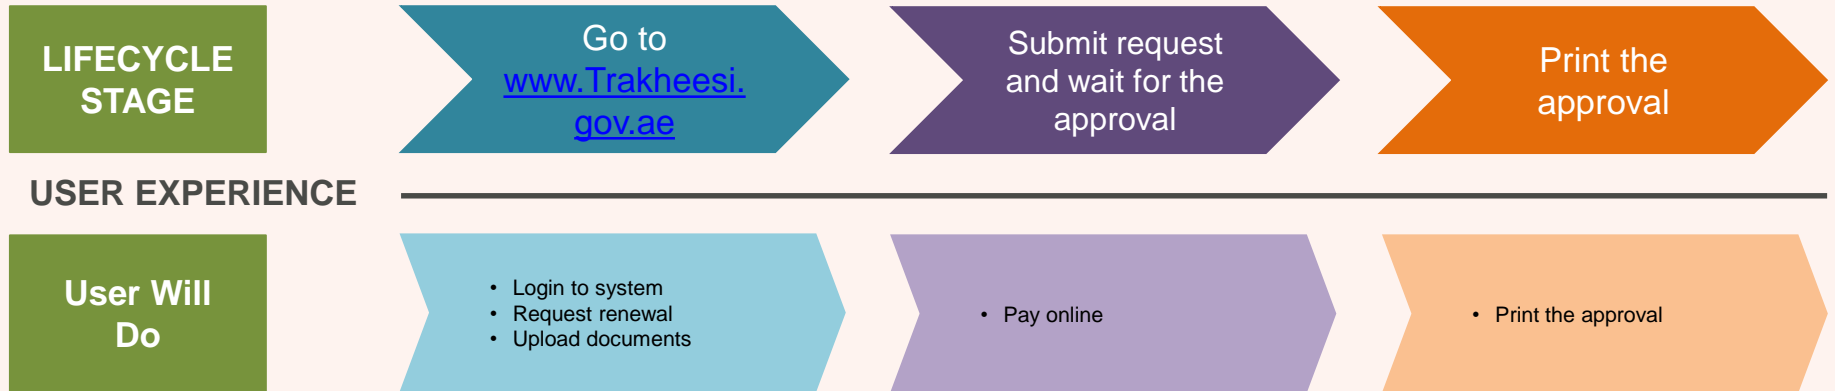 LIFECYCLE
STAGE
Go to
www.Trakheesi.
gov.ae
Submit request
and wait for the
approval
Print the
approval
USER EXPERIENCE
User Will
Do
• Login to system
• Request renewal
• Upload documents
• Pay online
• Print the approval